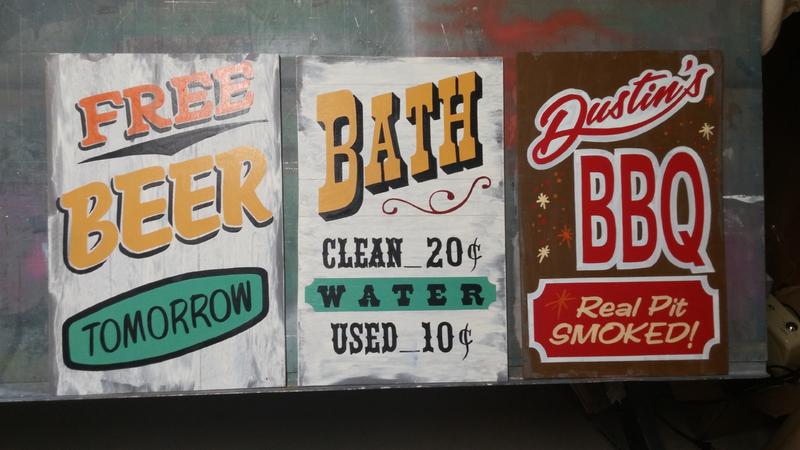 FREE
BEER
TOMORROW
BATH
CLEAN_20¢
WATER
USED_10¢
Dustin's
BBQ
Real Pit
SMOKED!